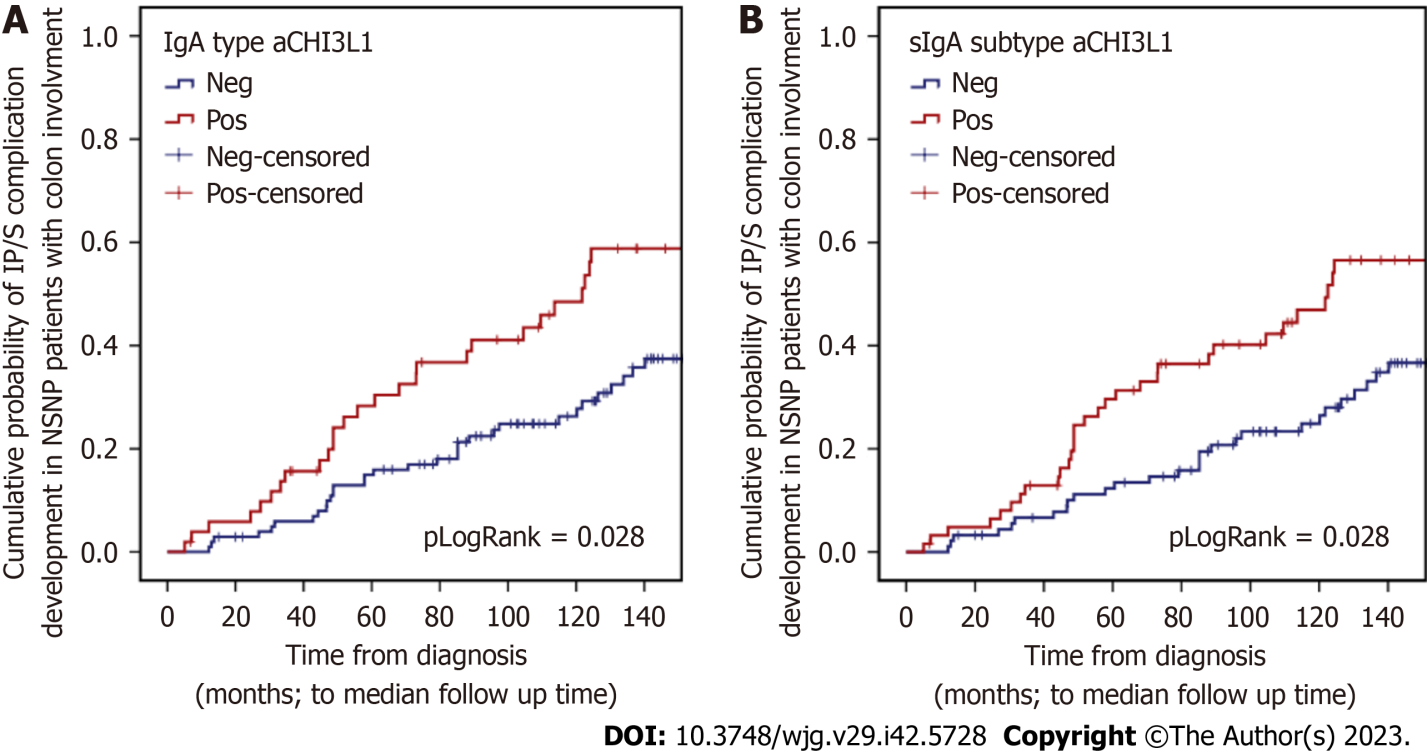 A
Cumulative probability of IP/S complication
development in NSNP patients with colon involvment
1.0
0.8
0.6
0.4
0.2
0.0
IgA type aCHI3L1
Neg
Pos
Neg-censored
Pos-censored
pLogRank = 0.028
0 20 40 60 80 100 120 140
Time from diagnosis
(months; to median follow up time)
B
Cumulative probability of IP/S complication
development in NSNP patients with colon involvment
1.0
0.8
0.6
0.4
0.2
0.0
sIgA subtype aCHI3L1
Neg
Pos
Neg-censored
Pos-censored
pLogRank = 0.028
0 20 40 60 80 100 120 140
Time from diagnosis
(months; to median follow up time)
DOI: 10.3748/wjg.v29.i42.5728 Copyright ©The Author(s) 2023.